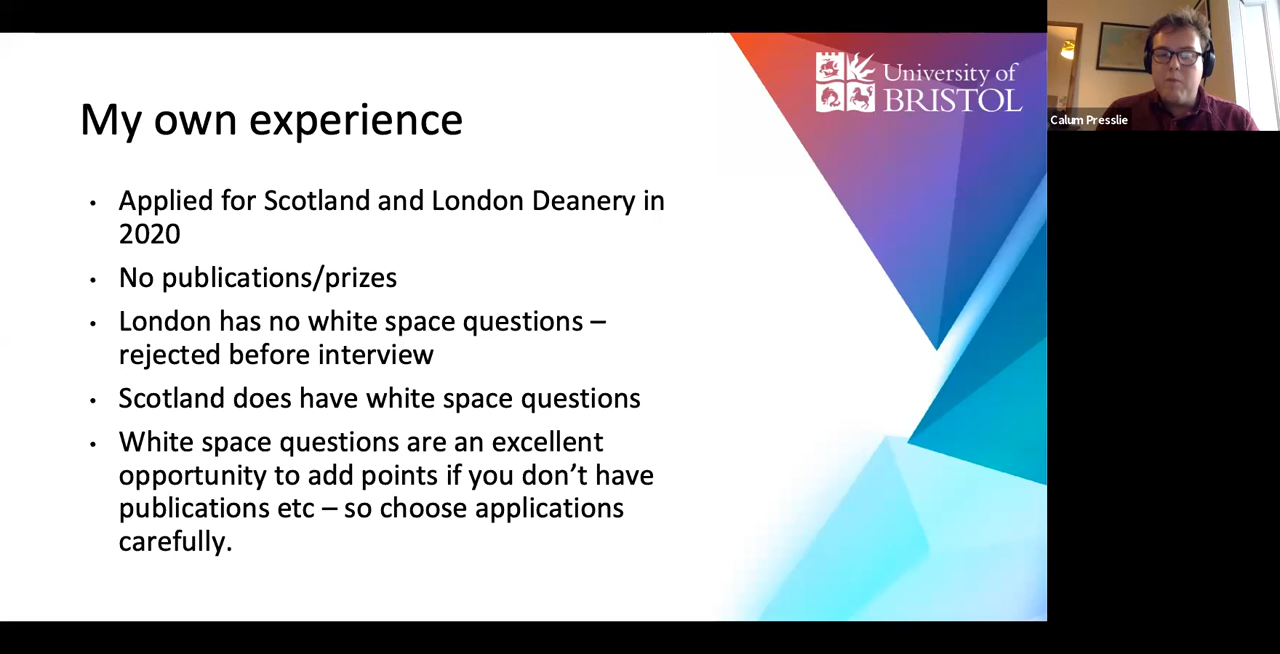 My own experience
• Applied for Scotland and London Deanery in
2020
• No publications/prizes
• London has no white space questions –
rejected before interview
• Scotland does have white space questions
• White space questions are an excellent
opportunity to add points if you don’t have
publications etc – so choose applications
carefully.
University of
BRISTOL
Calum Presslie